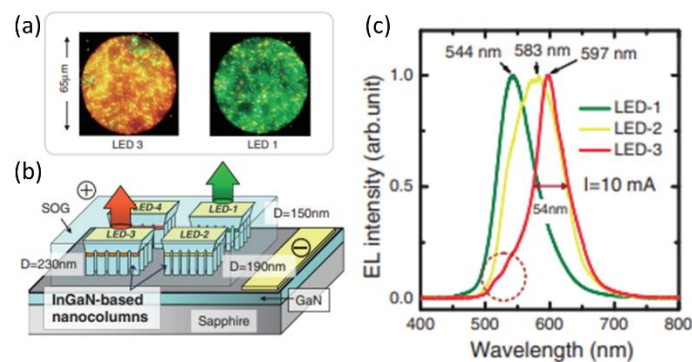 (a)
65μm
LED 3
LED 1
(b)
SOG
LED-4
LED-1
D=150nm
LED-3
LED-2
D=230nm
D=190nm
InGaN-based
nanocolumns
GaN
Sapphire
(c)
544 nm
583 nm
597 nm
EL intensity (arb.unit)
1.0
0.5
0.0
LED-1
LED-2
LED-3
I=10 mA
54nm
400
500
600
700
800
Wavelength (nm)